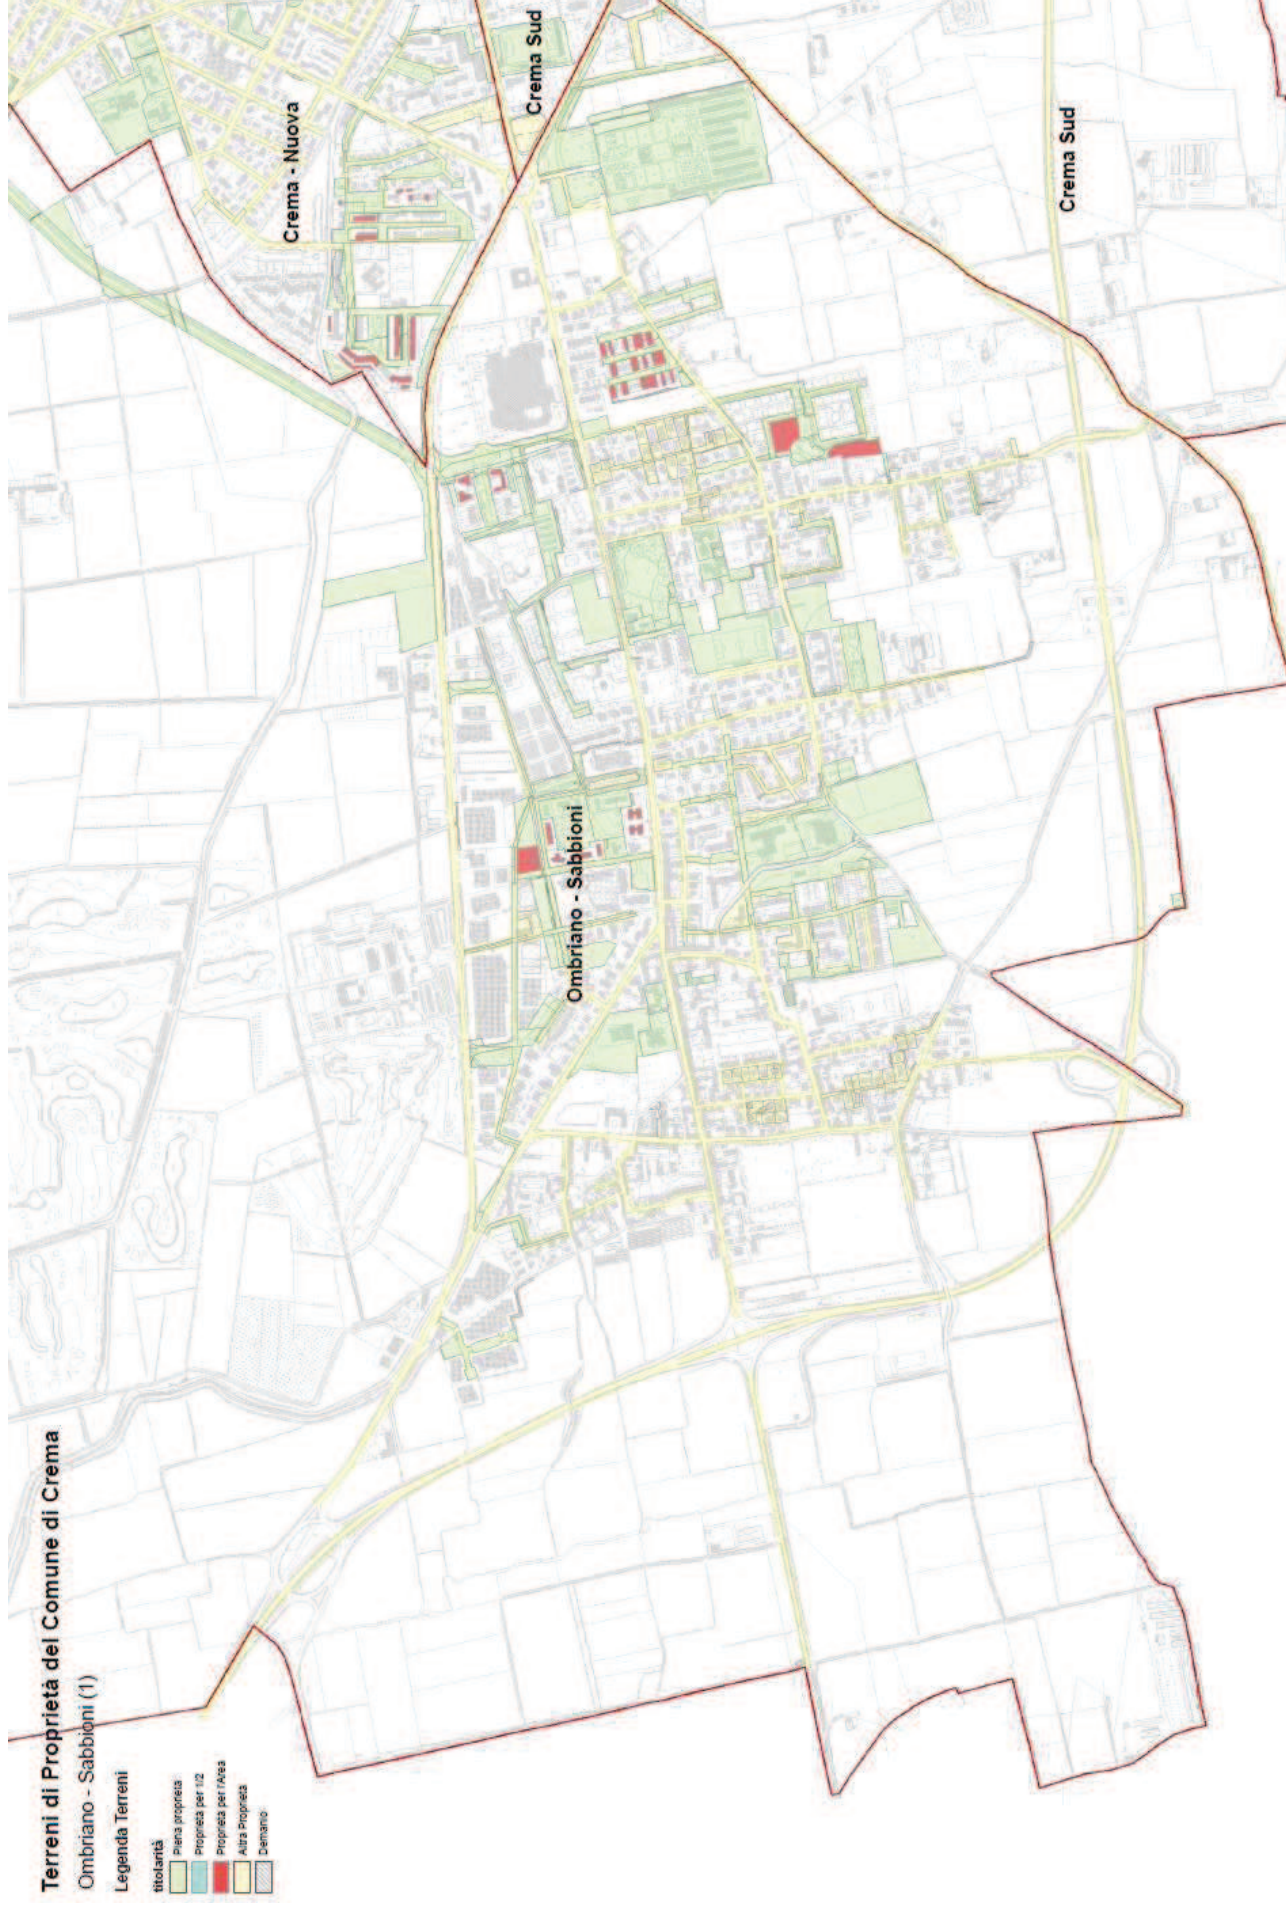 Terreni di Proprietà del Comune di Crema
Ombriano - Sabbioni (1)
Legenda Terreni
titolarità
Piena proprietà
Proprietà per 1/2
Proprietà per l'Area
Altra Proprietà
Demanio
Crema - Nuova
Crema Sud
Crema Sud
Ombriano - Sabbioni